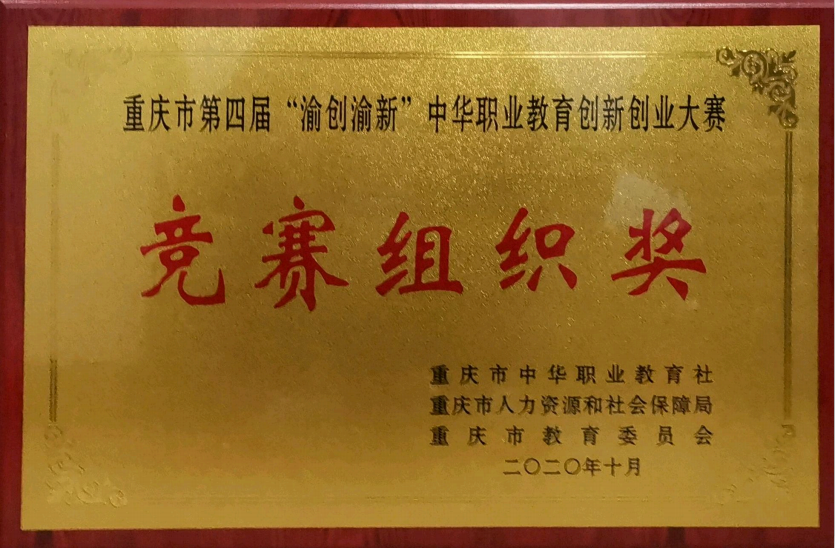 重庆市第四届“渝创渝新”中华职业教育创新创业大赛
竞赛组织奖
重庆市中华职业教育社
重庆市人力资源和社会保障局
重庆市教育委员会
二〇二〇年十月